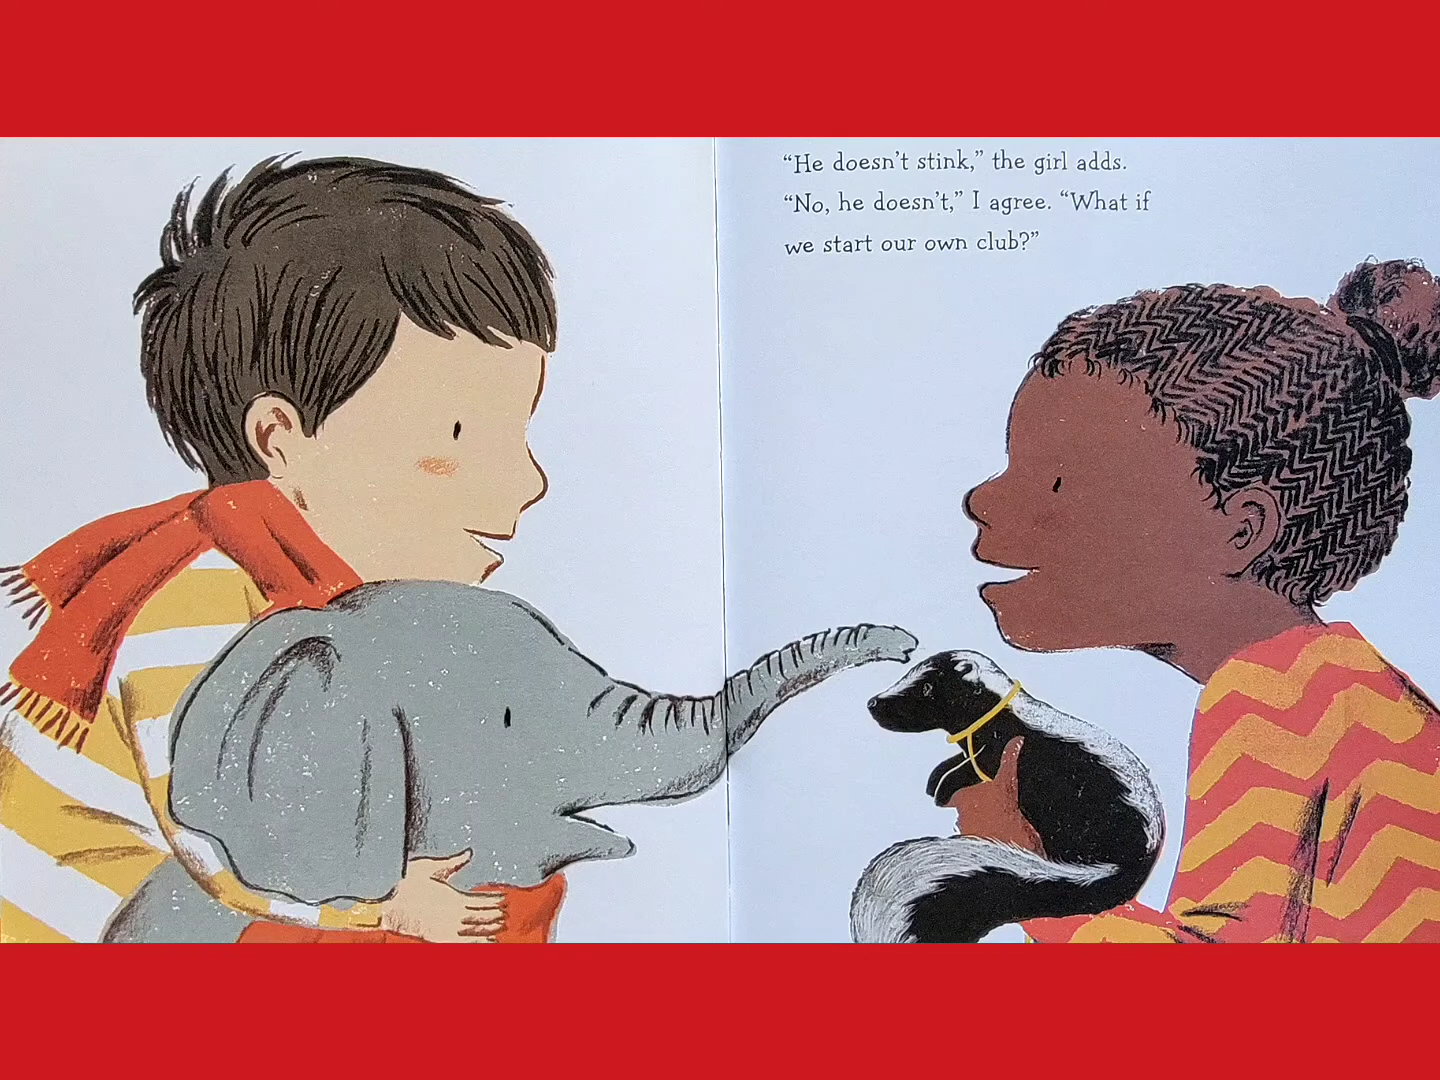 “He doesn’t stink,” the girl adds.
“No, he doesn’t,” I agree. “What if
we start our own club?”